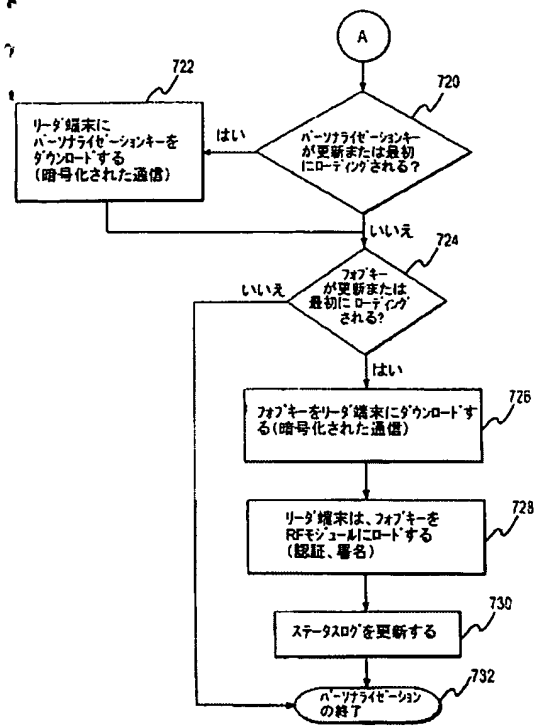 A
722
720
リーダ端末に
パーソナライゼーションキーを
ダウンロードする
(暗号化された通信)
はい
パーソナライゼーションキー
が更新または最初
にローディングされる？
いいえ
724
いいえ
フォブキー
が更新または
最初にローディング
される?
はい
726
フォブキーをリーダ端末にダウンロードす
る(暗号化された通信)
728
リーダ端末は、フォブキーを
RFモジュールにロードする
(認証、署名)
730
ステータスログを更新する
732
パーソナライゼーション
の終了